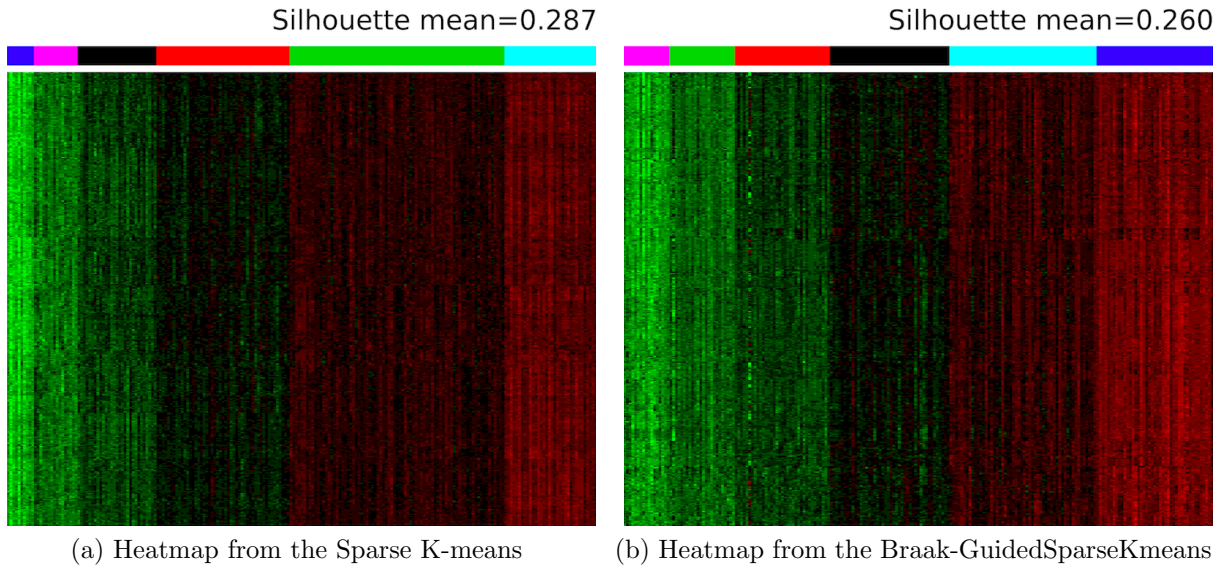 Silhouette mean=0.287
Silhouette mean=0.260
(a) Heatmap from the Sparse K-means
(b) Heatmap from the Braak-GuidedSparseKmeans